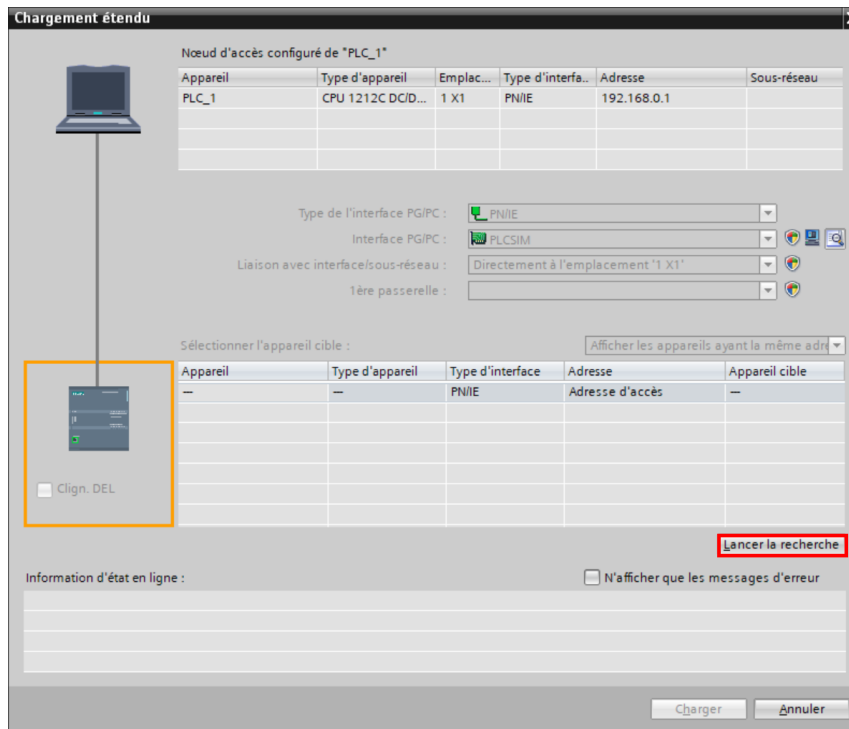 Chargement étendu
Nœud d'accès configuré de "PLC_1"
Appareil Type d'appareil Emplac... Type d'interfa.. Adresse Sous-réseau
PLC_1 CPU 1212C DC/D... 1 X1 PN/IE 192.168.0.1
Type de l'interface PG/PC : PN/IE
Interface PG/PC : PLCSIM
Liaison avec interface/sous-réseau : Directement à l'emplacement '1 X1'
1ère passerelle :
Sélectionner l'appareil cible : Afficher les appareils ayant la même adre
Appareil Type d'appareil Type d'interface Adresse Appareil cible
— — PN/IE Adresse d'accès —
Clign. DEL
Lancer la recherche
Information d'état en ligne : N'afficher que les messages d'erreur
Charger Annuler